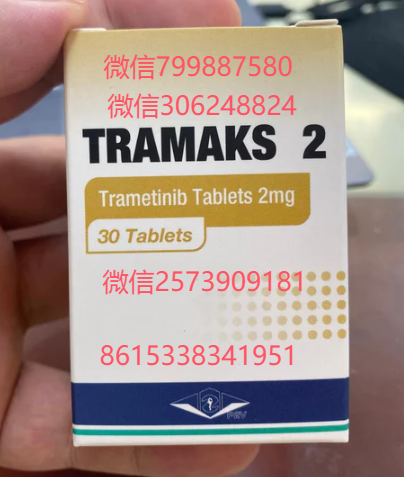 微信799887580
微信306248824
TRAMAKS 2
Trametinib Tablets 2mg
30 Tablets
微信2573909181
8615338341951